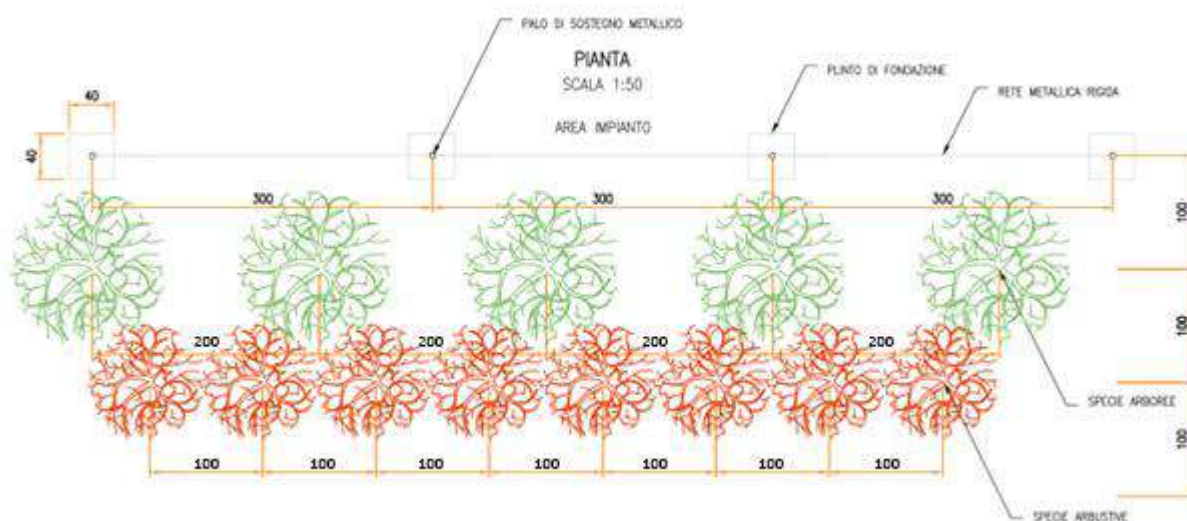 PALO DI SOSTEGNO METALLICO
PIANTA
SCALA 1:50
PLINTO DI FONDAZIONE
RETE METALLICA RIGIDA
AREA IMPIANTO
40
40
300
300
300
100
200
200
200
200
100
SPECIE ARBOREE
100
100
100
100
100
100
100
100
SPECIE ARBUSTIVE